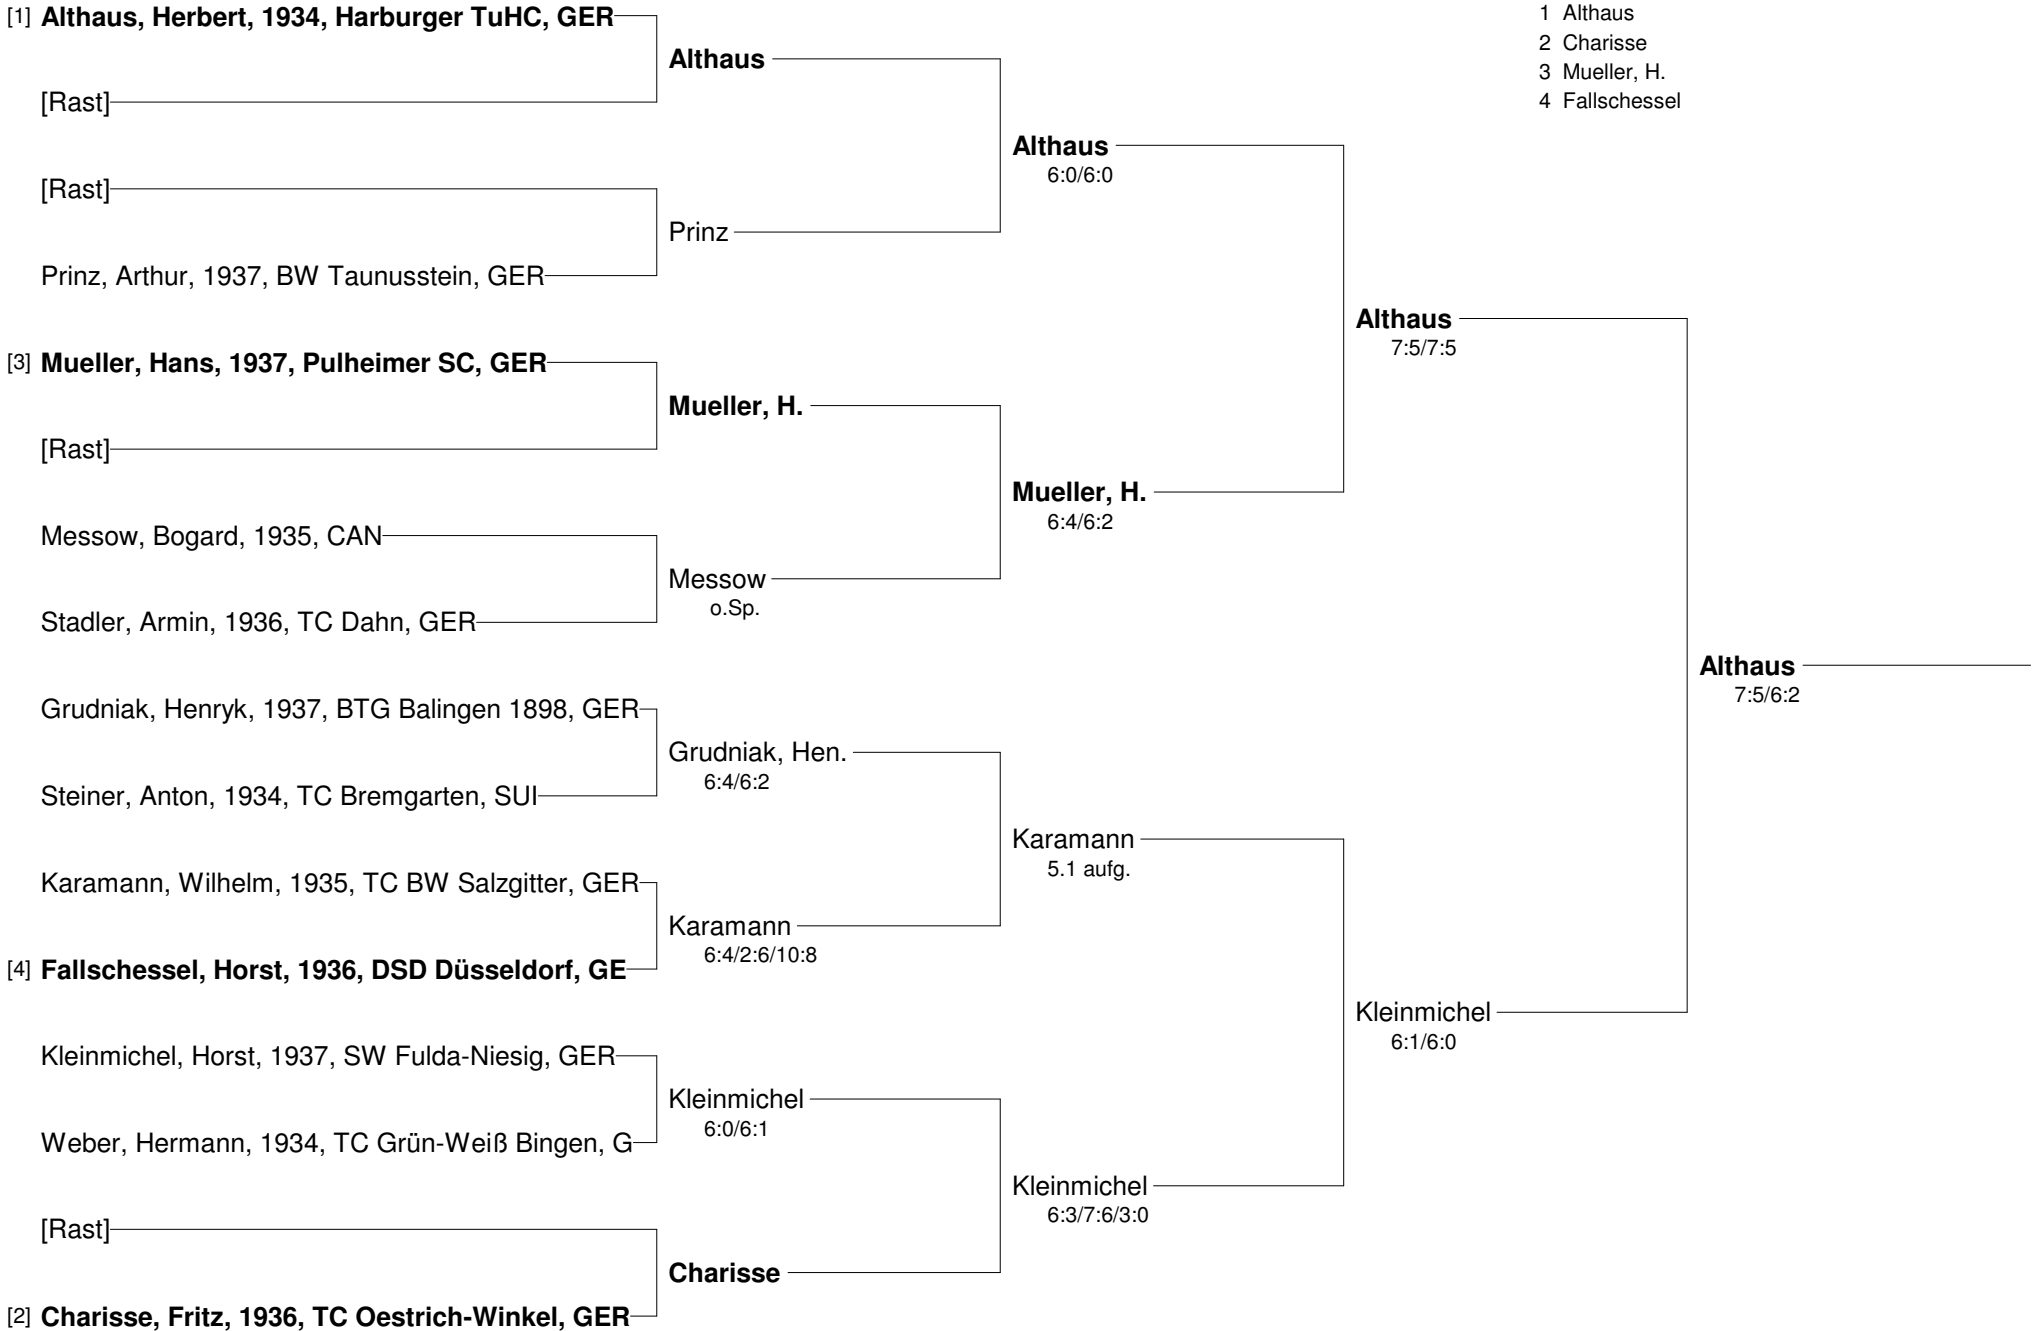 [1] Althaus, Herbert, 1934, Harburger TuHC, GER
[Rast]
[Rast]
Prinz, Arthur, 1937, BW Taunusstein, GER
[3] Mueller, Hans, 1937, Pulheimer SC, GER
[Rast]
Messow, Bogard, 1935, CAN
Stadler, Armin, 1936, TC Dahn, GER
Grudniak, Henryk, 1937, BTG Balingen 1898, GER
Steiner, Anton, 1934, TC Bremgarten, SUI
Karamann, Wilhelm, 1935, TC BW Salzgitter, GER
[4] Fallschessel, Horst, 1936, DSD Düsseldorf, GE
Kleinmichel, Horst, 1937, SW Fulda-Niesig, GER
Weber, Hermann, 1934, TC Grün-Weiß Bingen, G
[Rast]
[2] Charisse, Fritz, 1936, TC Oestrich-Winkel, GER
Althaus
Prinz
Mueller, H.
Messow
o.Sp.
Grudniak, Hen.
6:4/6:2
Karamann
6:4/2:6/10:8
Kleinmichel
6:0/6:1
Charisse
Althaus
6:0/6:0
Mueller, H.
6:4/6:2
Karamann
5.1 aufg.
Kleinmichel
6:3/7:6/3:0
Althaus
7:5/7:5
Kleinmichel
6:1/6:0
Althaus
7:5/6:2
1 Althaus
2 Charisse
3 Mueller, H.
4 Fallschessel